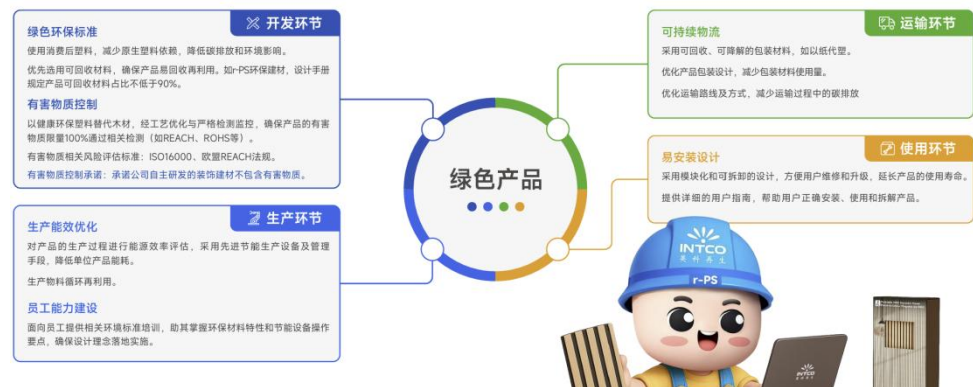 开发环节
绿色环保标准
使用消费后塑料，减少原生塑料依赖，降低碳排放和环境影响。
优先选用可回收材料，确保产品易回收再利用。如r-PS环保建材，设计手册
规定产品可回收材料占比不低于90%。
有害物质控制
以健康环保塑料替代木材，经工艺优化与严格检测监控，确保产品的有害
物质限量100%通过相关检测（如REACH、ROHS等）。
有害物质相关风险评估标准：ISO16000、欧盟REACH法规。
有害物质控制承诺：承诺公司自主研发的装饰建材不包含有害物质。
生产环节
生产能效优化
对产品的生产过程进行能源效率评估，采用先进节能生产设备及管理
手段，降低单位产品能耗。
生产物料循环再利用。
员工能力建设
面向员工提供相关环境标准培训，助其掌握环保材料特性和节能设备操作
要点，确保设计理念落地实施。
绿色产品
运输环节
可持续物流
采用可回收、可降解的包装材料，如以纸代塑。
优化产品包装设计，减少包装材料使用量。
优化运输路线及方式，减少运输过程中的碳排放
使用环节
易安装设计
采用模块化和可拆卸的设计，方便用户维修和升级，延长产品的使用寿命。
提供详细的用户指南，帮助用户正确安装、使用和拆解产品。
INTCO
英科再生
r-PS
INTCO